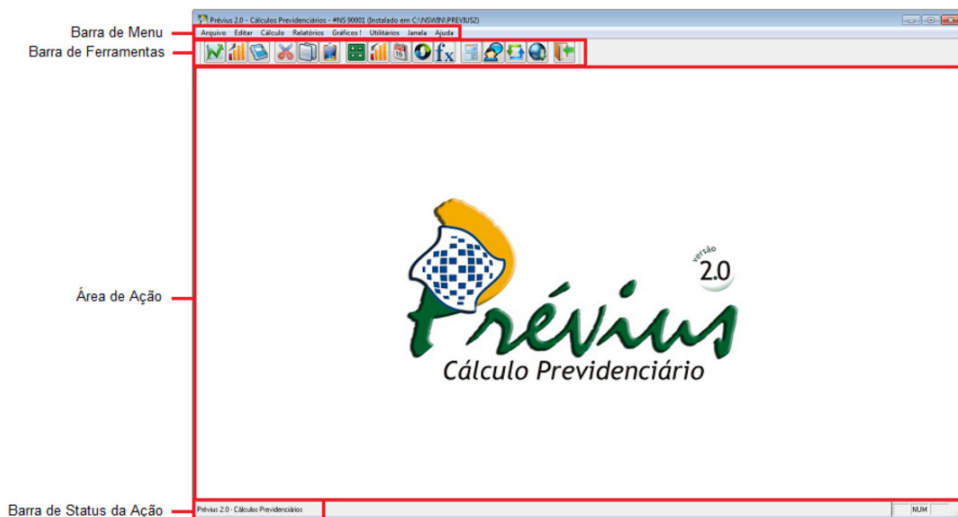 Prévius 2.0 - Cálculos Previdenciários - #NS 90001 (Instalado em C:\NSWIN\PREVIUS2)
Barra de Menu
Arquivo Editar Cálculo Relatórios Gráficos! Utilitários Janela Ajuda
Barra de Ferramentas
fx
versão
2.0
Prévius
Cálculo Previdenciário
Área de Ação
Barra de Status da Ação
Prévius 2.0 - Cálculos Previdenciários
NUM